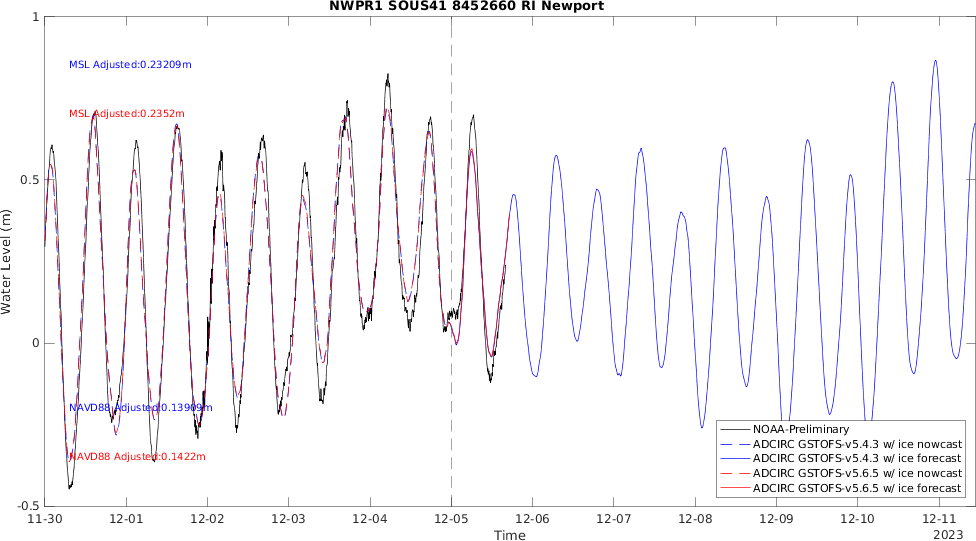 NWPR1 SOUS41 8452660 RI Newport
1
MSL Adjusted:0.23209m
MSL Adjusted:0.2352m
0.5
Water Level (m)
0
NAVD88 Adjusted:0.13909m
NAVD88 Adjusted:0.1422m
NOAA-Preliminary
ADCIRC GSTOFS-v5.4.3 w/ ice nowcast
ADCIRC GSTOFS-v5.4.3 w/ ice forecast
ADCIRC GSTOFS-v5.6.5 w/ ice nowcast
ADCIRC GSTOFS-v5.6.5 w/ ice forecast
-0.5
11-30 12-01 12-02 12-03 12-04 12-05 12-06 12-07 12-08 12-09 12-10 12-11
Time
2023